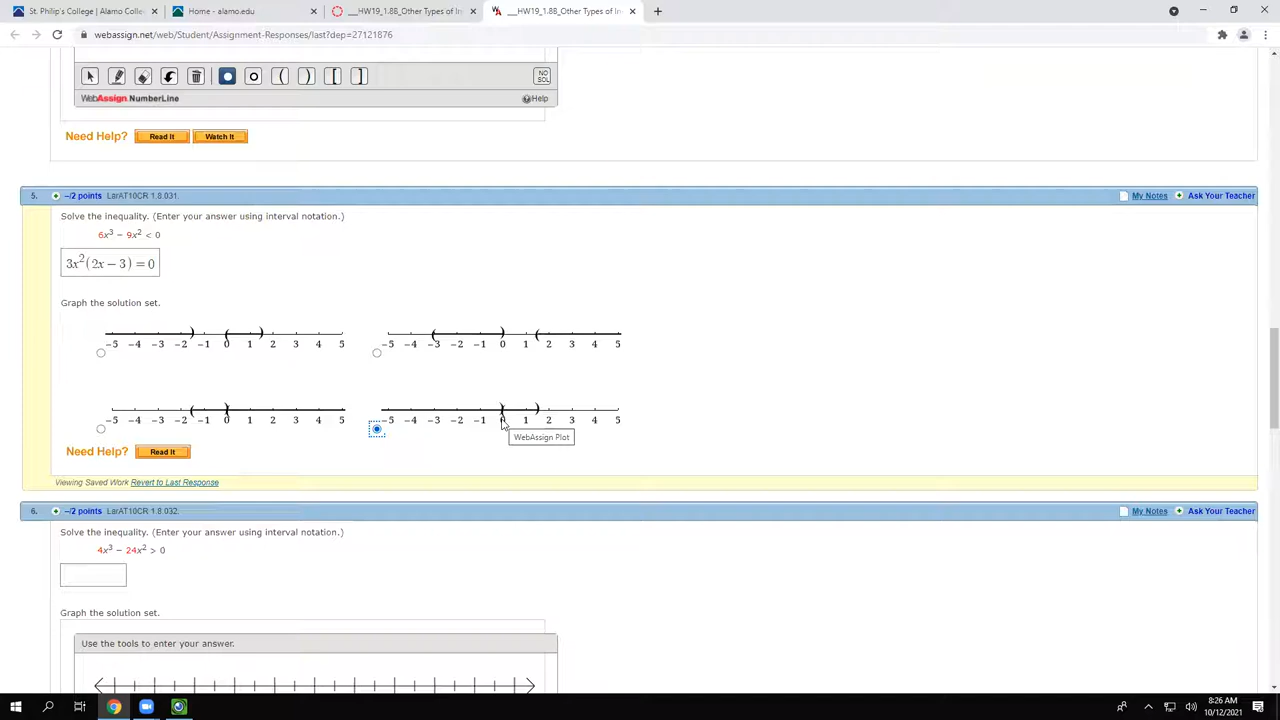 St. Philip's College | Alamo Colle
Home - alamo.edu
___HW19_1.8B_Other Types of In
___HW19_1.8B_Other Types of In
webassign.net/web/Student/Assignment-Responses/last?dep=27121876
NO SOL
WebAssign NumberLine
Help
Need Help? Read It Watch It
5. –/2 points LarAT10CR 1.8.031. My Notes Ask Your Teacher
Solve the inequality. (Enter your answer using interval notation.)
6x³ − 9x² < 0
3x²(2x − 3) = 0
Graph the solution set.
−5 −4 −3 −2 −1 0 1 2 3 4 5
−5 −4 −3 −2 −1 0 1 2 3 4 5
−5 −4 −3 −2 −1 0 1 2 3 4 5
−5 −4 −3 −2 −1 0 1 2 3 4 5
WebAssign Plot
Need Help? Read It
Viewing Saved Work Revert to Last Response
6. –/2 points LarAT10CR 1.8.032. My Notes Ask Your Teacher
Solve the inequality. (Enter your answer using interval notation.)
4x³ − 24x² > 0
Graph the solution set.
Use the tools to enter your answer.
8:26 AM
10/12/2021